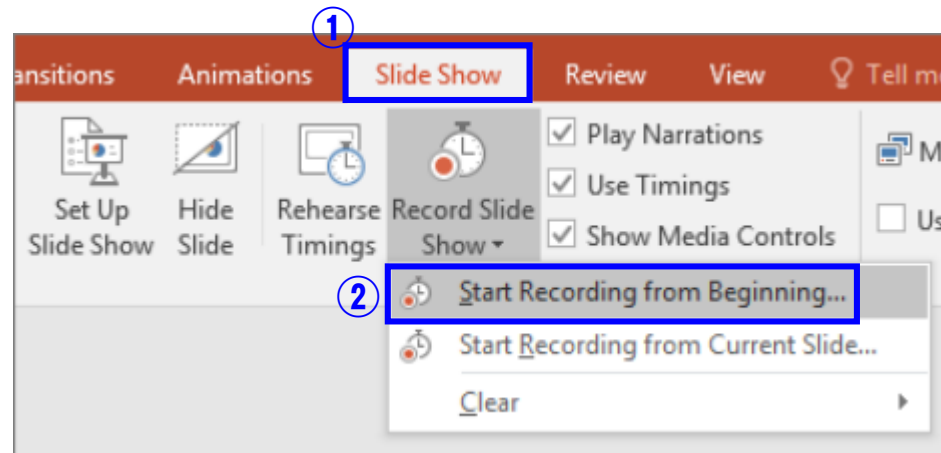 ①
ansitions Animations Slide Show Review View Tell m
Set Up
Slide Show
Hide
Slide
Rehearse
Timings
Record Slide
Show
Play Narrations
Use Timings
Show Media Controls
M
Us
②
Start Recording from Beginning...
Start Recording from Current Slide...
Clear